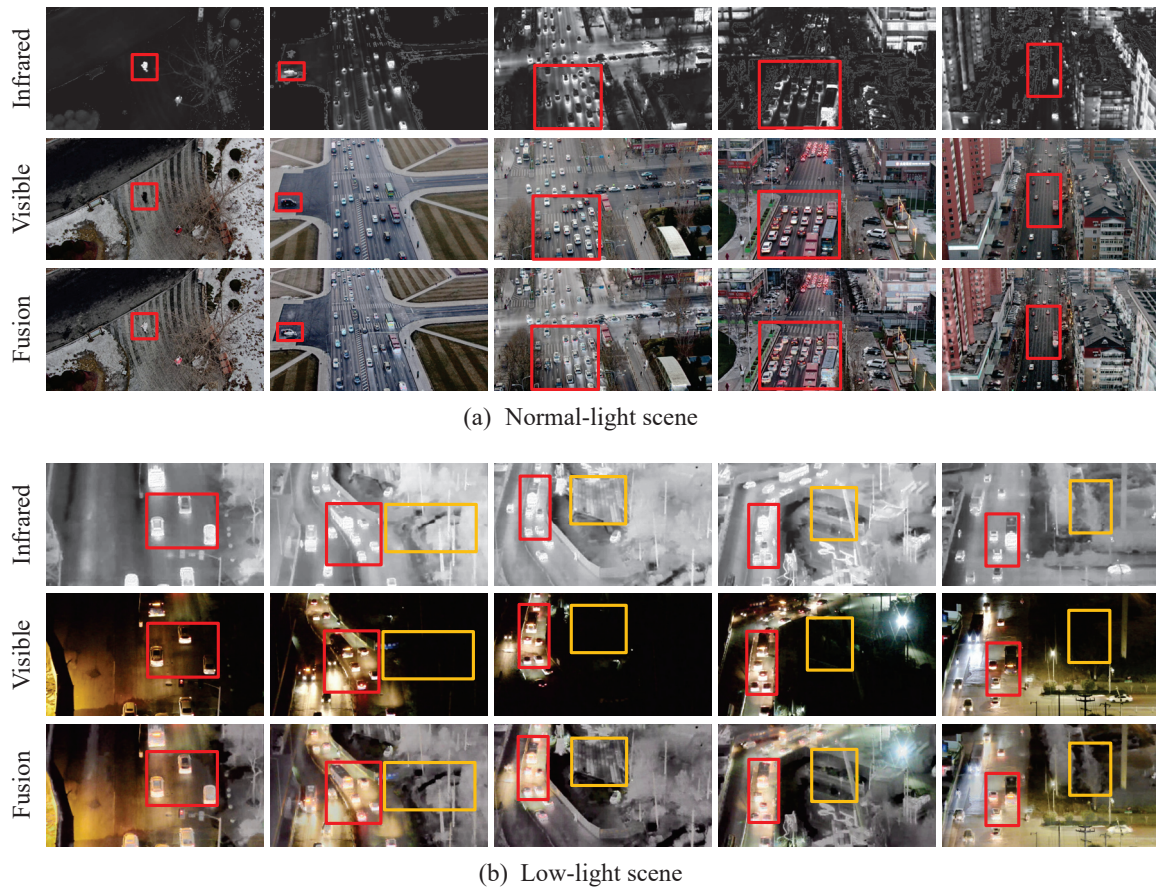 Infrared
Visible
Fusion
(a) Normal-light scene
Infrared
Visible
Fusion
(b) Low-light scene